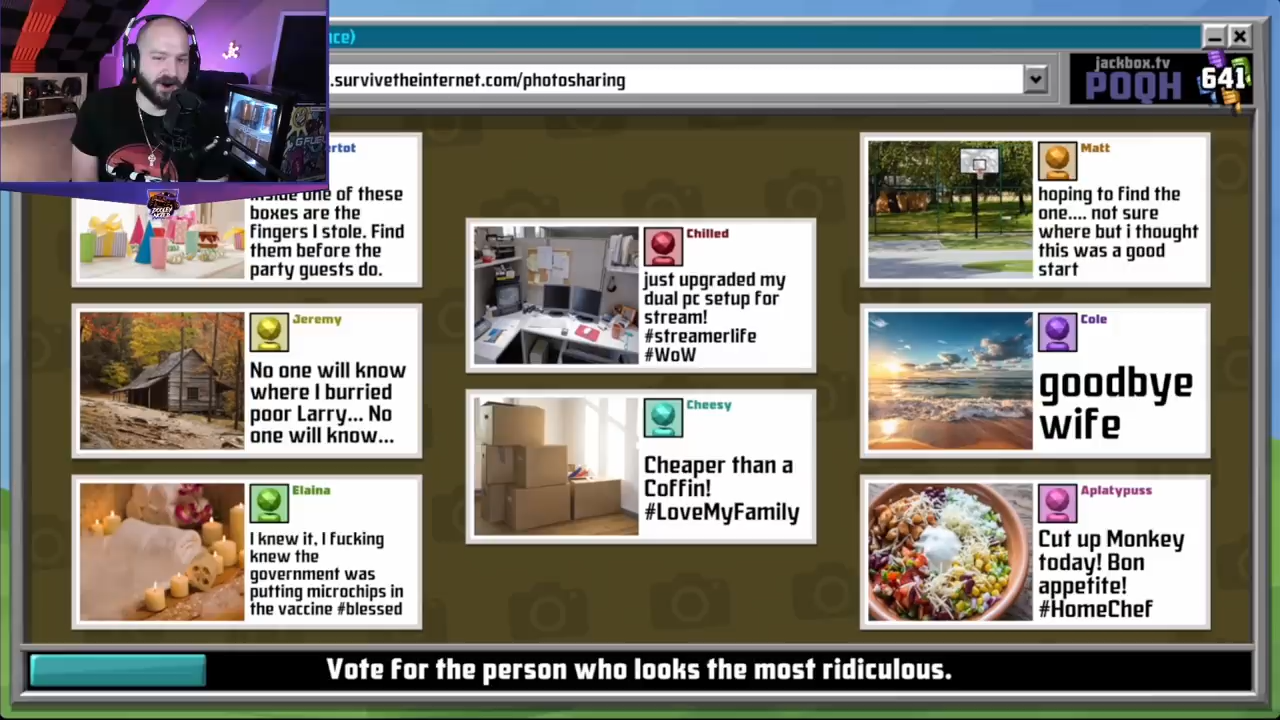 nce)
.survivetheinternet.com/photosharing
jackbox.tv
POQH
641
ertot
inside one of these
boxes are the
fingers I stole. Find
them before the
party guests do.
Jeremy
No one will know
where I burried
poor Larry... No
one will know...
Elaina
I knew it, I fucking
knew the
government was
putting microchips in
the vaccine #blessed
Chilled
just upgraded my
dual pc setup for
stream!
#streamerlife
#WoW
Cheesy
Cheaper than a
Coffin!
#LoveMyFamily
Matt
hoping to find the
one.... not sure
where but i thought
this was a good
start
Cole
goodbye
wife
Aplatypuss
Cut up Monkey
today! Bon
appetite!
#HomeChef
Vote for the person who looks the most ridiculous.